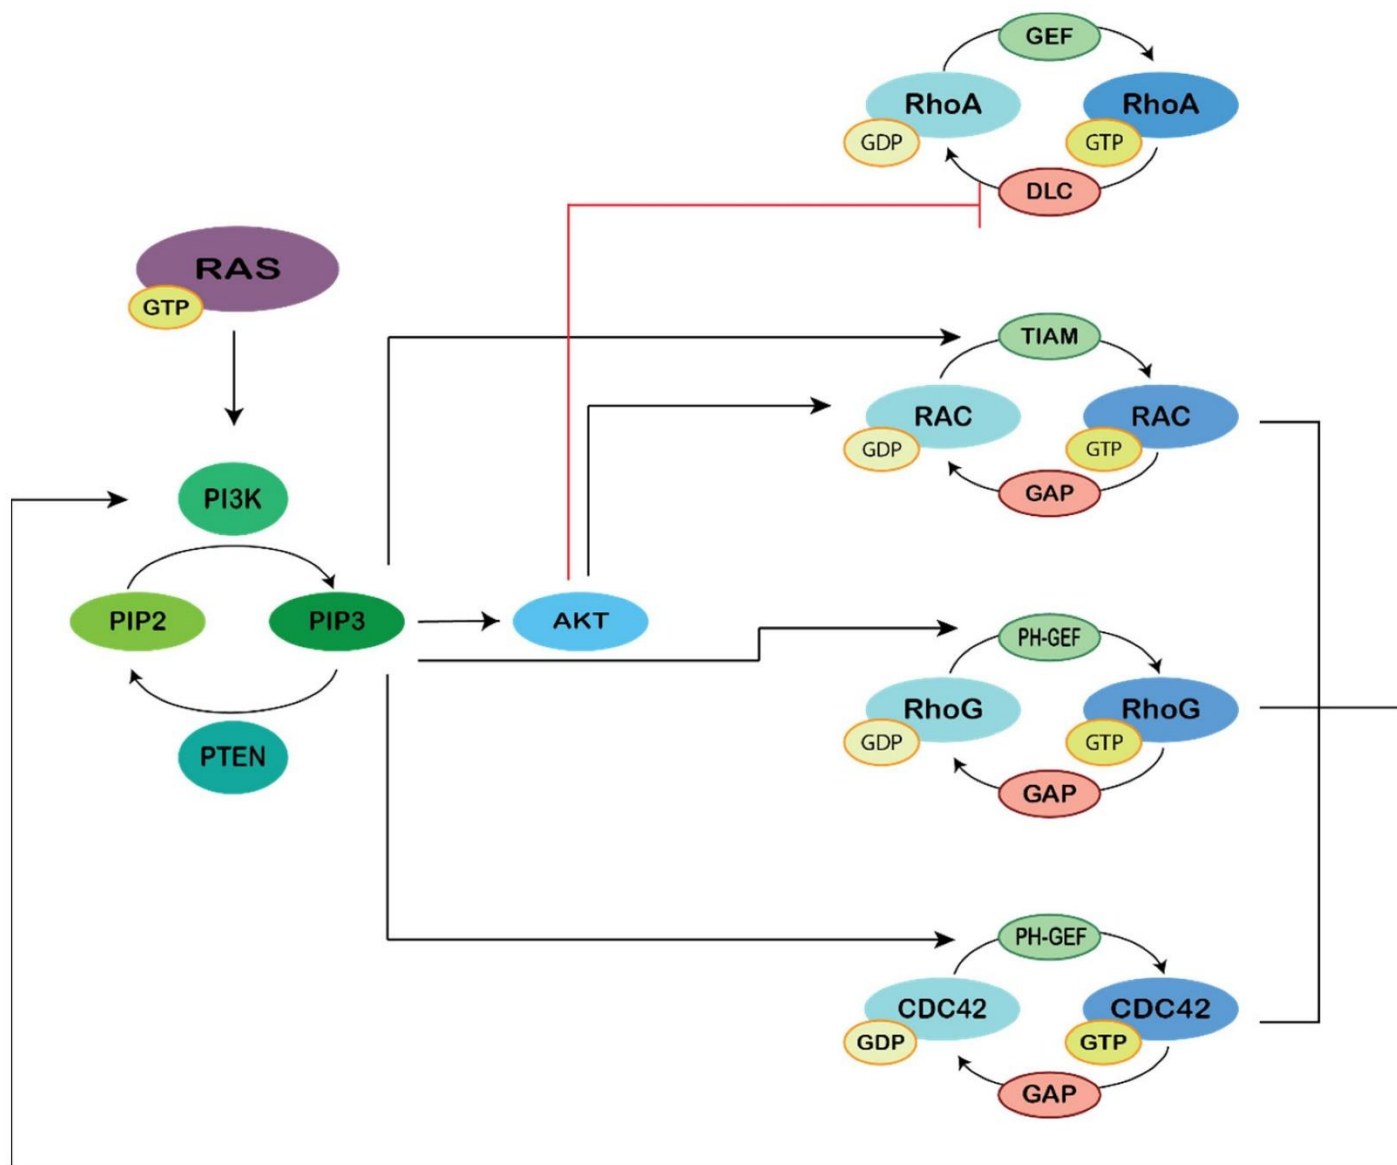 GEF
RhoA
RhoA
GDP
GTP
DLC
RAS
GTP
TIAM
RAC
RAC
GDP
GTP
GAP
PI3K
PIP2
PIP3
AKT
PTEN
PH-GEF
RhoG
RhoG
GDP
GTP
GAP
PH-GEF
CDC42
CDC42
GDP
GTP
GAP